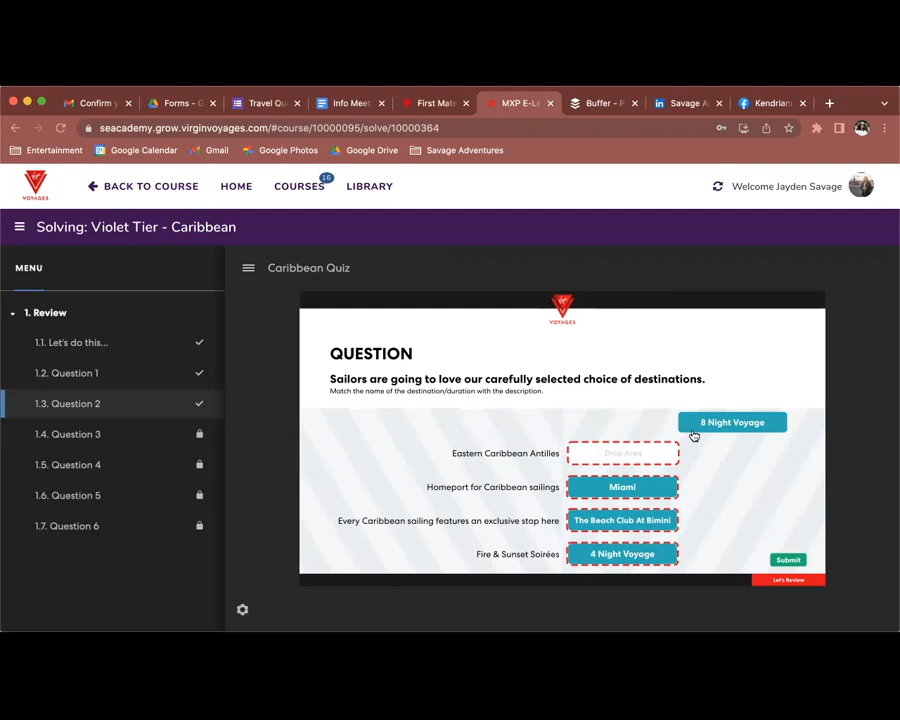 Confirm y
Forms - G
Travel Qu
Info Meet
First Mate
MXP E-Le
Buffer - P
Savage A
Kendrian
seacademy.grow.virginvoyages.com/#course/10000095/solve/10000364
Entertainment
Google Calendar
Gmail
Google Photos
Google Drive
Savage Adventures
VOYAGES
BACK TO COURSE
HOME
COURSES
16
LIBRARY
Welcome Jayden Savage
Solving: Violet Tier - Caribbean
MENU
Caribbean Quiz
1. Review
1.1. Let's do this...
1.2. Question 1
1.3. Question 2
1.4. Question 3
1.5. Question 4
1.6. Question 5
1.7. Question 6
VOYAGES
QUESTION
Sailors are going to love our carefully selected choice of destinations.
Match the name of the destination/duration with the description.
8 Night Voyage
Eastern Caribbean Antilles
Drop Area
Homeport for Caribbean sailings
Miami
Every Caribbean sailing features an exclusive stop here
The Beach Club At Bimini
Fire & Sunset Soirées
4 Night Voyage
Submit
Let's Review